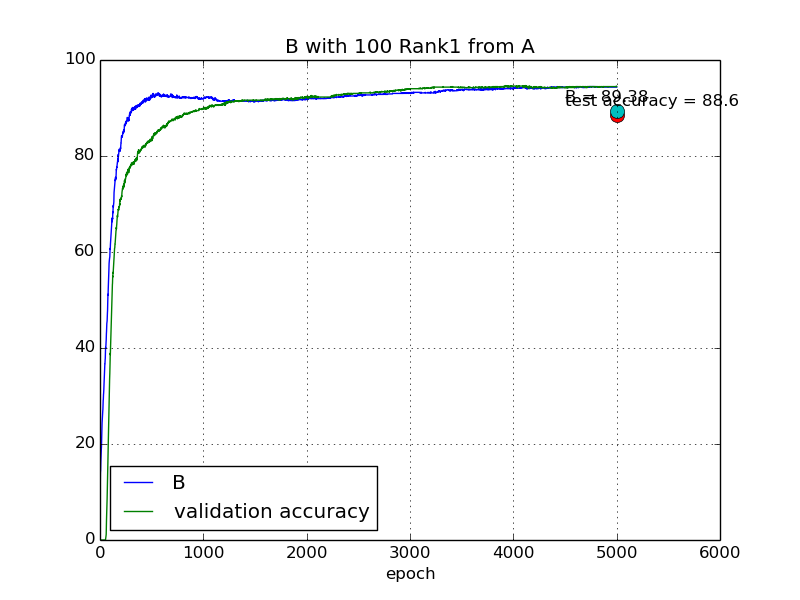 B with 100 Rank1 from A
100
80
60
40
20
0
B = 89.38
test accuracy = 88.6
B
validation accuracy
0 1000 2000 3000 4000 5000 6000
epoch